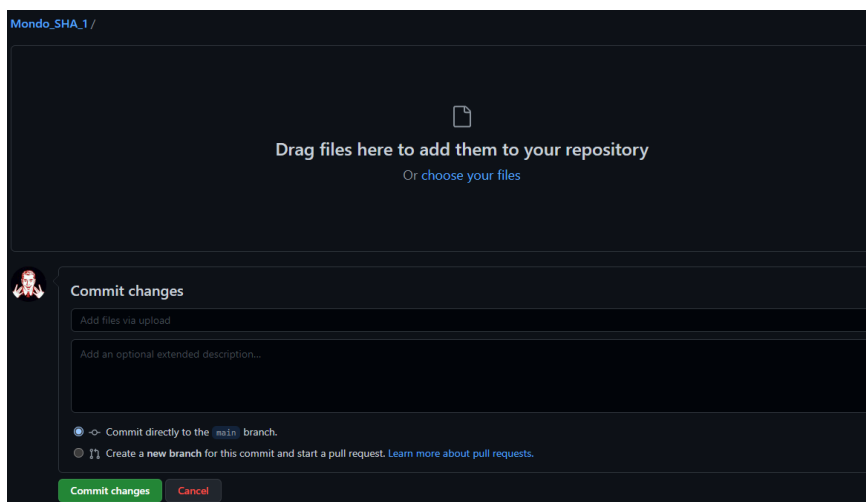 Mondo_SHA_1 /
Drag files here to add them to your repository
Or choose your files
Commit changes
Add files via upload
Add an optional extended description...
Commit directly to the main branch.
Create a new branch for this commit and start a pull request. Learn more about pull requests.
Commit changes Cancel